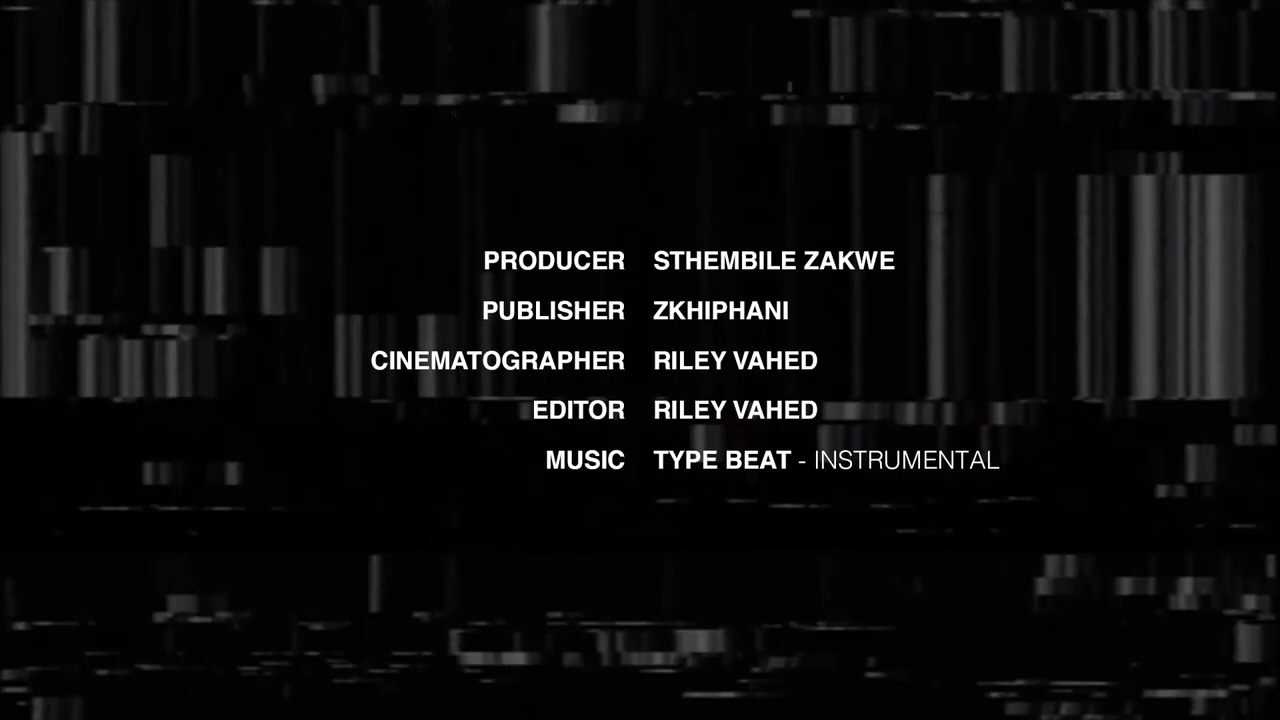 PRODUCER STHEMBILE ZAKWE
PUBLISHER ZKHIPHANI
CINEMATOGRAPHER RILEY VAHED
EDITOR RILEY VAHED
MUSIC TYPE BEAT - INSTRUMENTAL